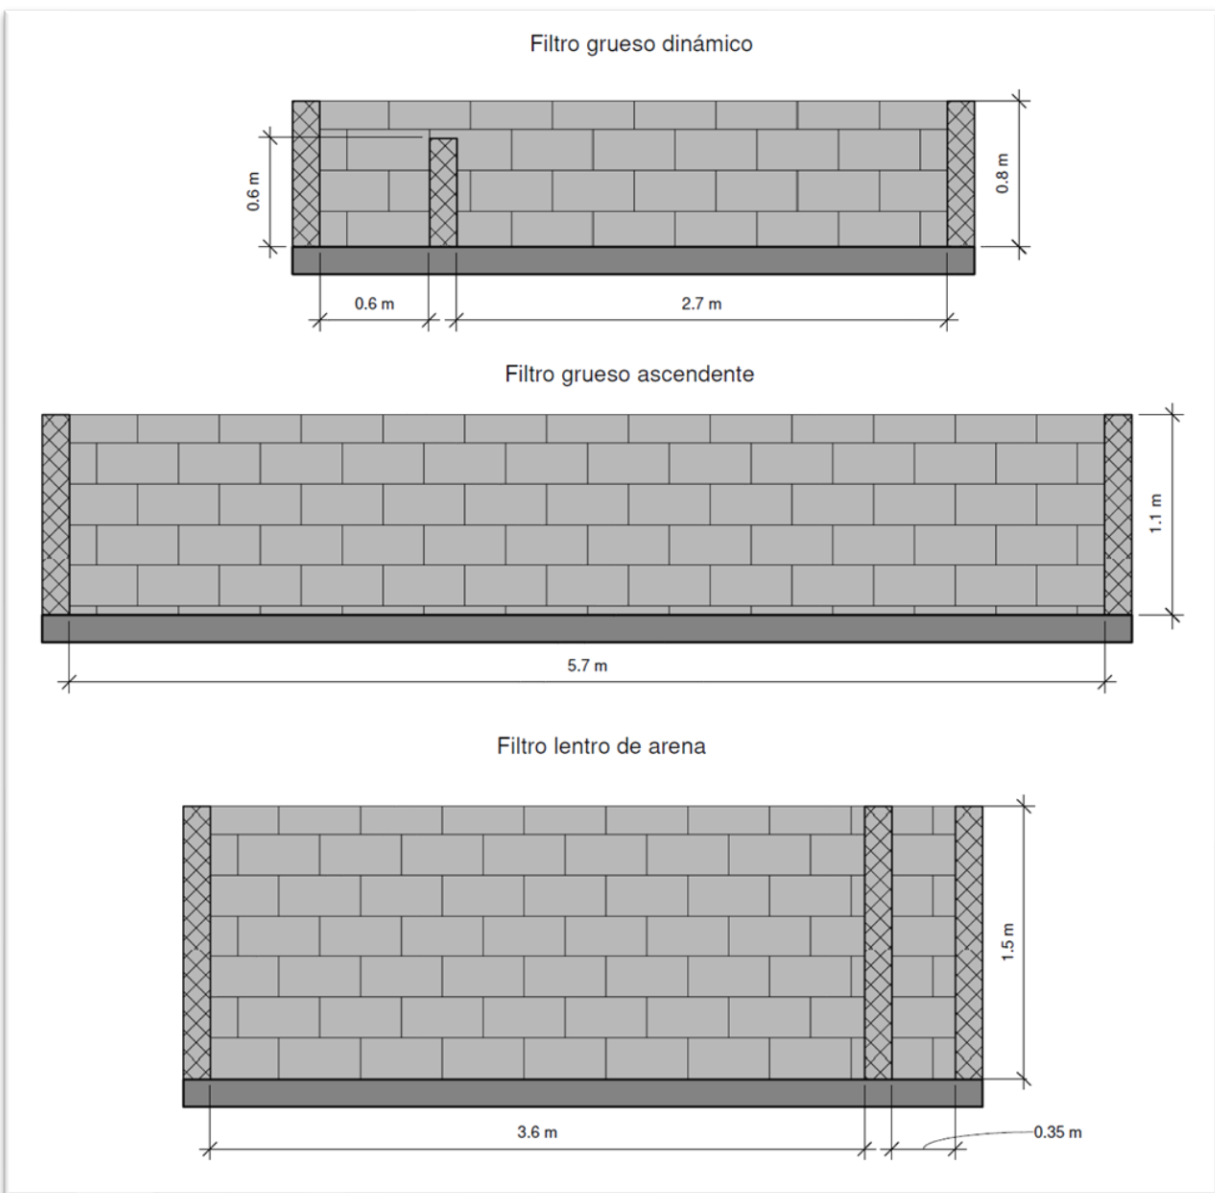 Filtro grueso dinámico
0.6 m
0.8 m
0.6 m
2.7 m
Filtro grueso ascendente
1.1 m
5.7 m
Filtro lentro de arena
1.5 m
3.6 m
0.35 m